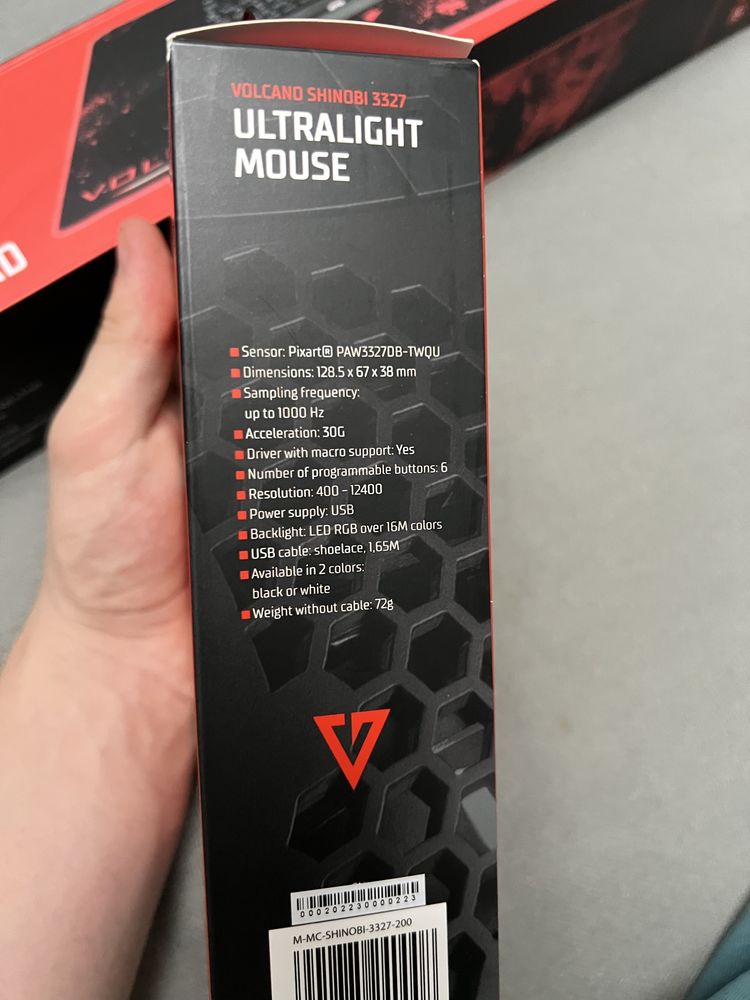 VOLCANO SHINOBI 3327
ULTRALIGHT
MOUSE
Sensor: Pixart® PAW3327DB-TWQU
Dimensions: 128.5 x 67 x 38 mm
Sampling frequency:
up to 1000 Hz
Acceleration: 30G
Driver with macro support: Yes
Number of programmable buttons: 6
Resolution: 400 - 12400
Power supply: USB
Backlight: LED RGB over 16M colors
USB cable: shoelace, 1,65M
Available in 2 colors:
black or white
Weight without cable: 72g
000202230000223
M-MC-SHINOBI-3327-200